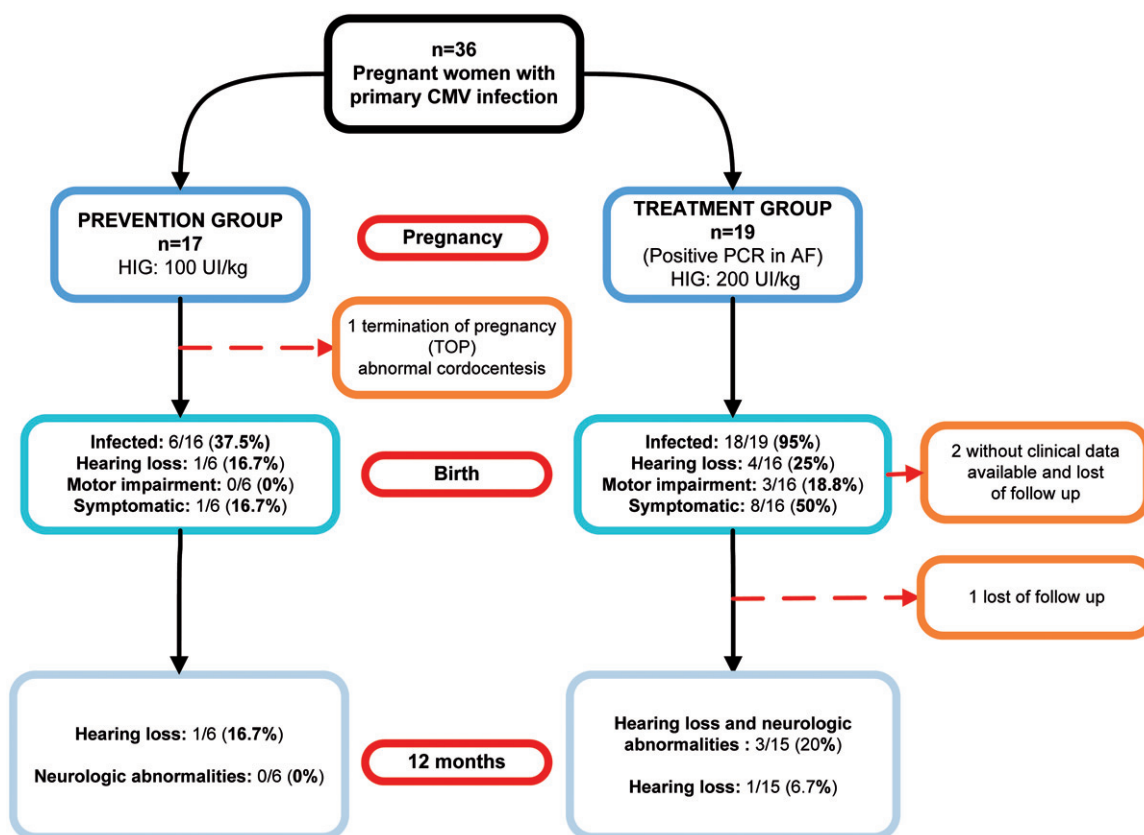 n=36
Pregnant women with
primary CMV infection
PREVENTION GROUP
n=17
HIG: 100 UI/kg
Pregnancy
TREATMENT GROUP
n=19
(Positive PCR in AF)
HIG: 200 UI/kg
1 termination of pregnancy
(TOP)
abnormal cordocentesis
Infected: 6/16 (37.5%)
Hearing loss: 1/6 (16.7%)
Motor impairment: 0/6 (0%)
Symptomatic: 1/6 (16.7%)
Birth
Infected: 18/19 (95%)
Hearing loss: 4/16 (25%)
Motor impairment: 3/16 (18.8%)
Symptomatic: 8/16 (50%)
2 without clinical data
available and lost
of follow up
1 lost of follow up
Hearing loss: 1/6 (16.7%)
Neurologic abnormalities: 0/6 (0%)
12 months
Hearing loss and neurologic
abnormalities : 3/15 (20%)
Hearing loss: 1/15 (6.7%)